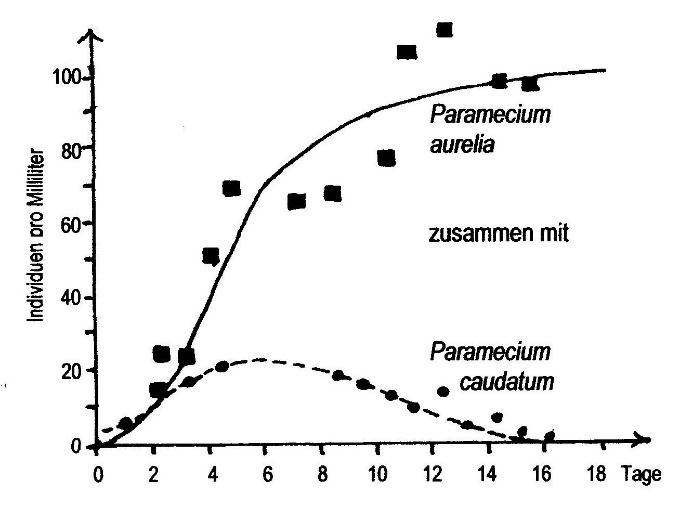 100
80
60
40
20
0
Individuen pro Milliliter
Paramecium
aurelia
zusammen mit
Paramecium
caudatum
0 2 4 6 8 10 12 14 16 18 Tage